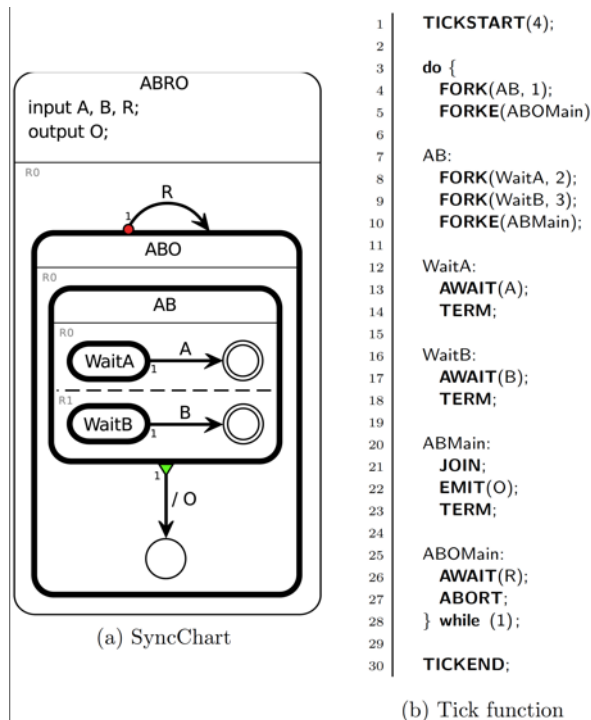 ABRO
input A, B, R;
output O;
R0
R
1
ABO
R0
AB
R0
WaitA
A
1
R1
WaitB
B
1
1
/ O
(a) SyncChart
1 TICKSTART(4);
2
3 do {
4 FORK(AB, 1);
5 FORKE(ABOMain)
6
7 AB:
8 FORK(WaitA, 2);
9 FORK(WaitB, 3);
10 FORKE(ABMain);
11
12 WaitA:
13 AWAIT(A);
14 TERM;
15
16 WaitB:
17 AWAIT(B);
18 TERM;
19
20 ABMain:
21 JOIN;
22 EMIT(O);
23 TERM;
24
25 ABOMain:
26 AWAIT(R);
27 ABORT;
28 } while (1);
29
30 TICKEND;
(b) Tick function